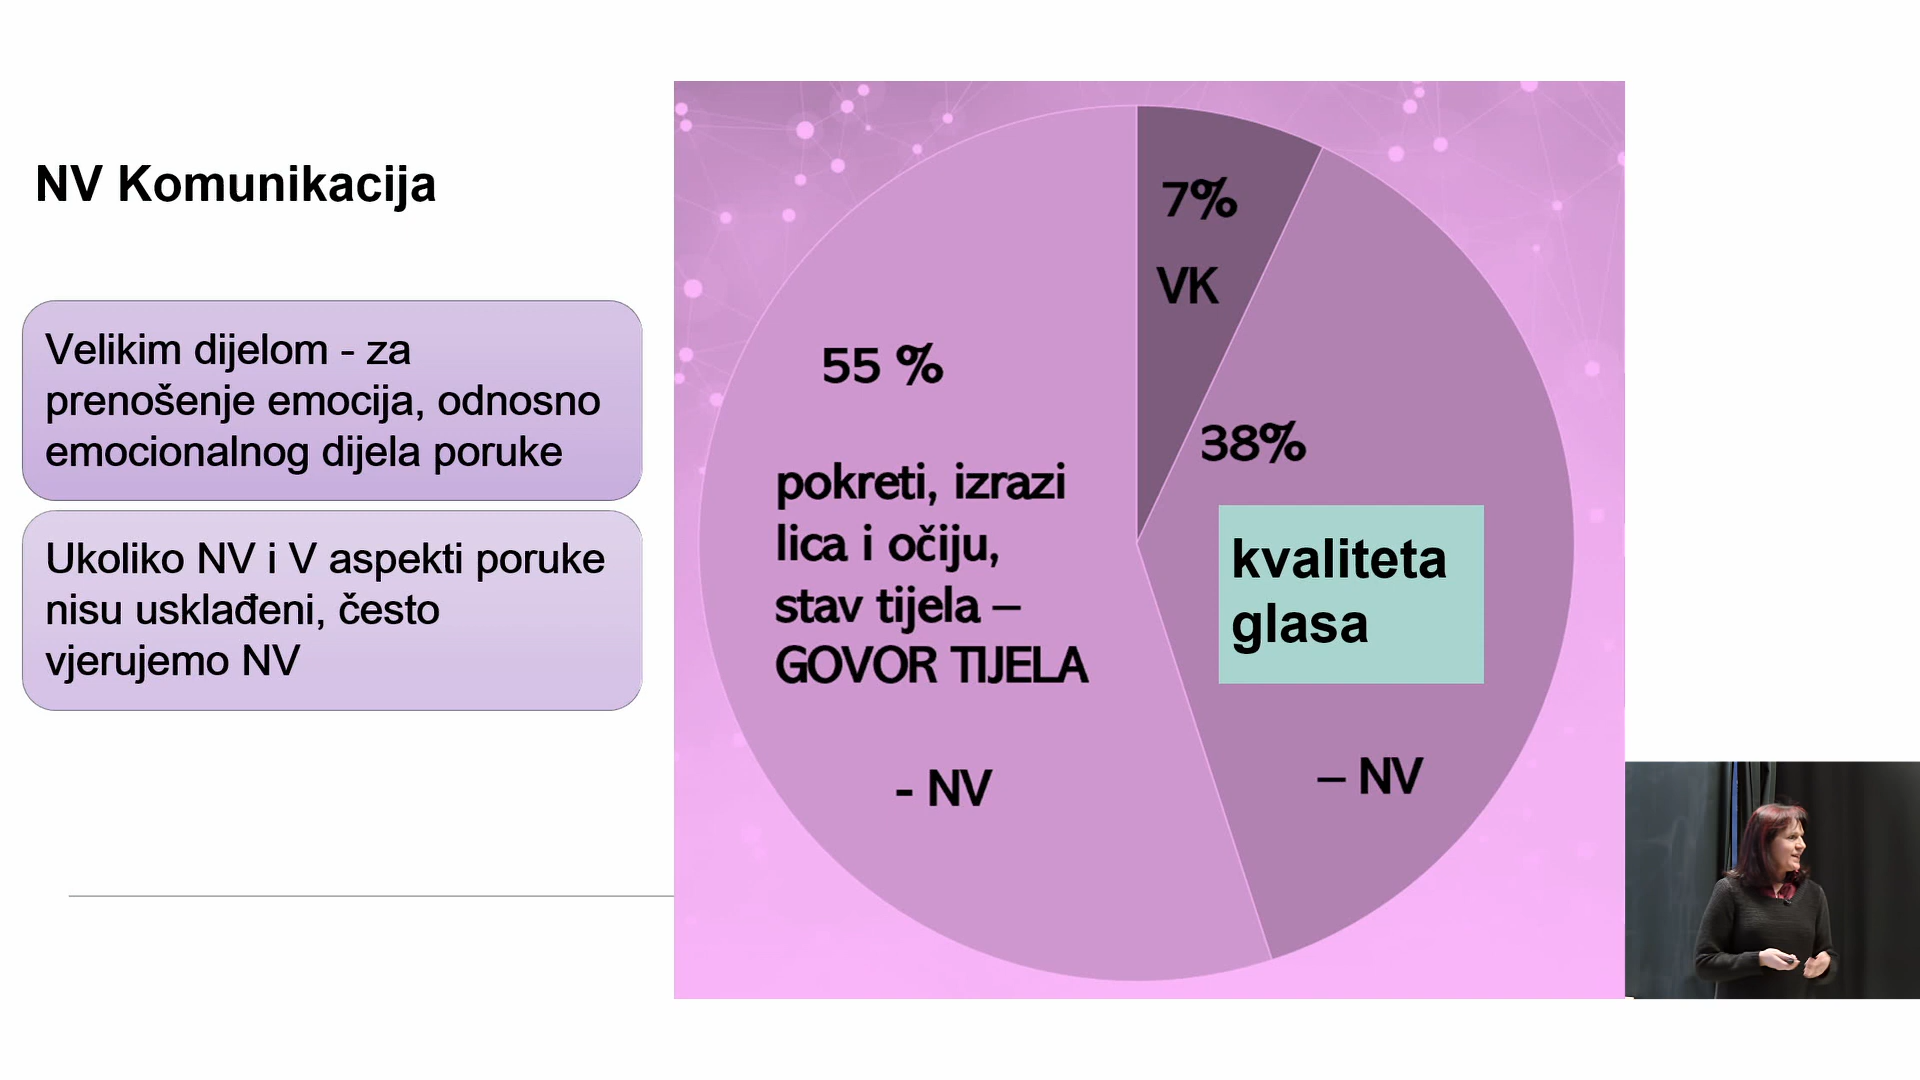 NV Komunikacija
Velikim dijelom - za
prenošenje emocija, odnosno
emocionalnog dijela poruke
Ukoliko NV i V aspekti poruke
nisu usklađeni, često
vjerujemo NV
7%
VK
55 %
pokreti, izrazi
lica i očiju,
stav tijela –
GOVOR TIJELA
- NV
38%
kvaliteta
glasa
– NV